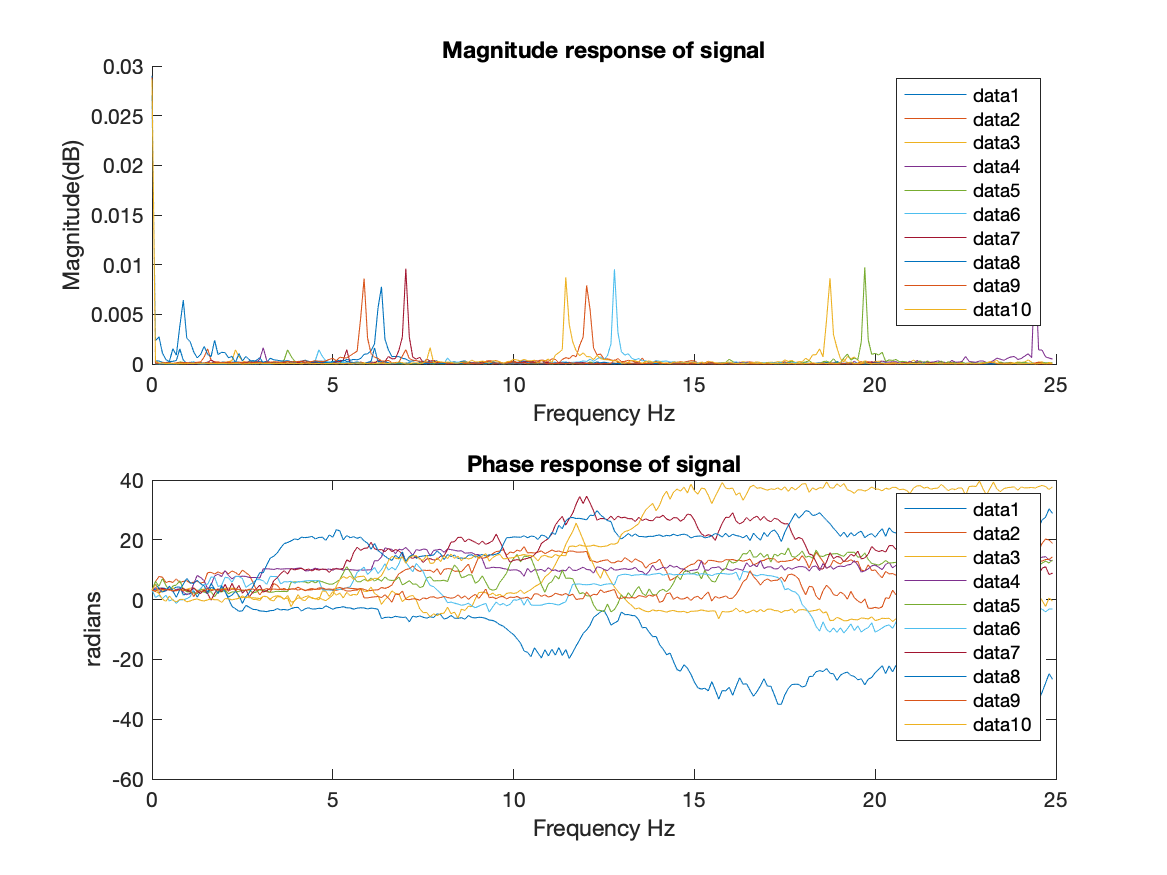 Magnitude response of signal
0.03
0.025
0.02
0.015
0.01
0.005
0
Magnitude(dB)
0 5 10 15 20 25
Frequency Hz
data1
data2
data3
data4
data5
data6
data7
data8
data9
data10
Phase response of signal
40
20
0
-20
-40
-60
radians
0 5 10 15 20 25
Frequency Hz
data1
data2
data3
data4
data5
data6
data7
data8
data9
data10